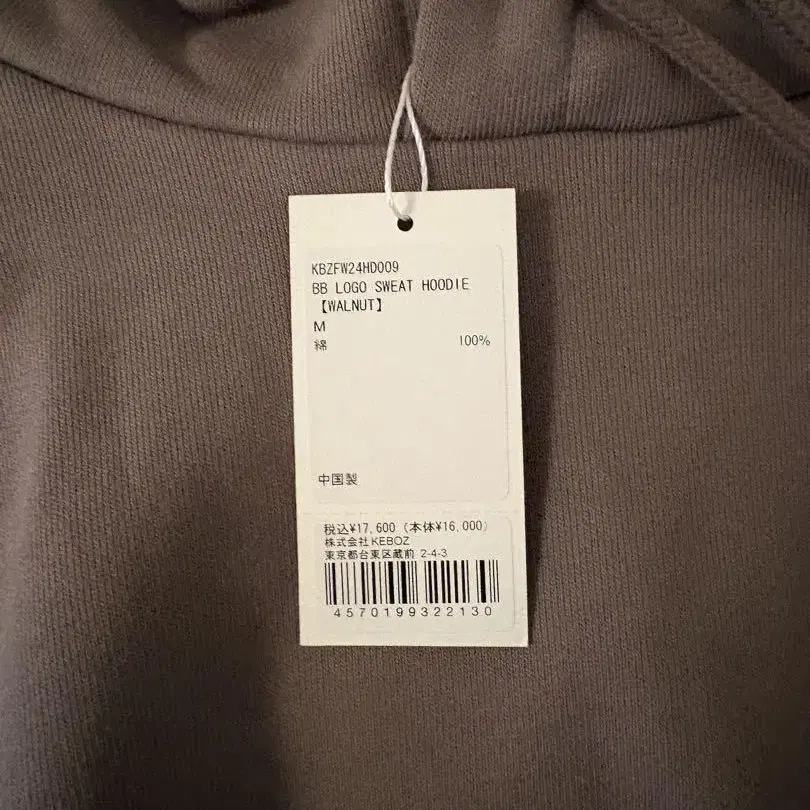 KBZFW24HD009
BB LOGO SWEAT HOODIE
【WALNUT】
M
綿 100%
中国製
税込¥17,600 (本体¥16,000)
株式会社KEBOZ
東京都台東区蔵前 2-4-3
4570199322130